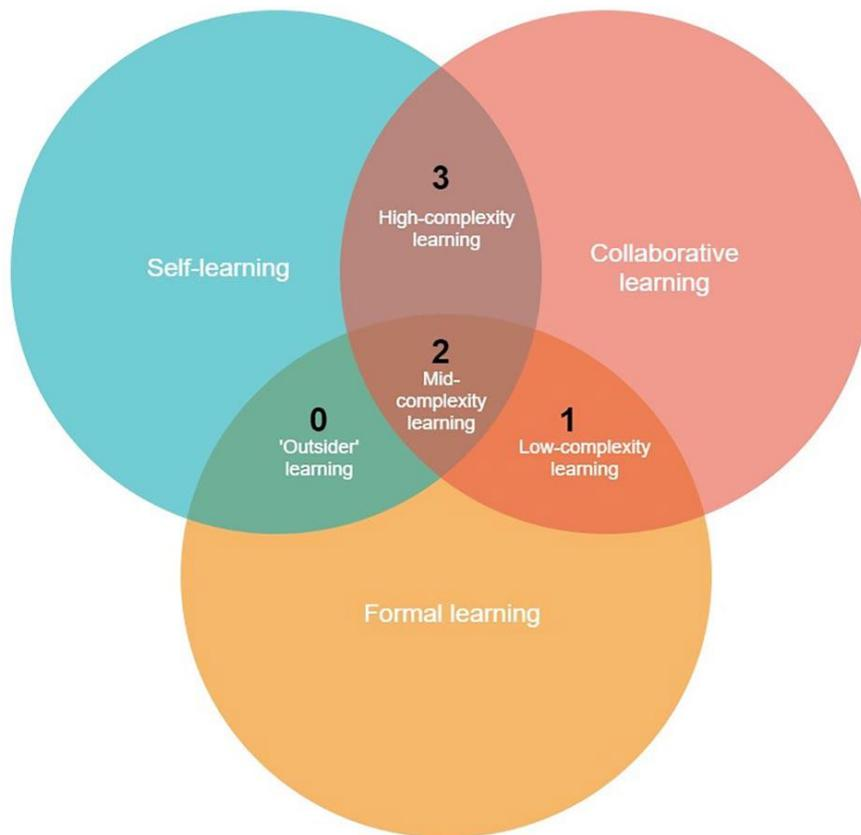 3
High-complexity
learning
Self-learning
Collaborative
learning
2
Mid-
complexity
learning
0
'Outsider'
learning
1
Low-complexity
learning
Formal learning